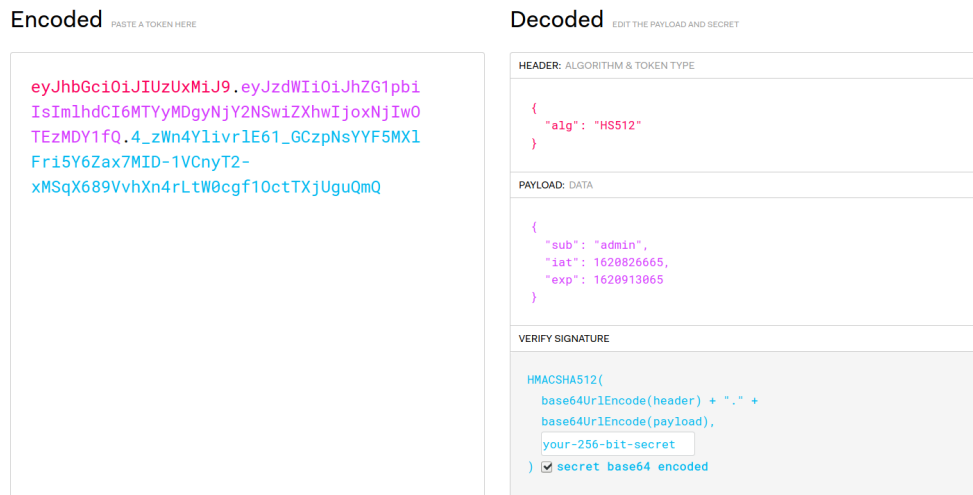 Encoded PASTE A TOKEN HERE
eyJhbGciOiJIUzUxMiJ9.eyJzdWIiOiJhZG1pbi
IsImlhdCI6MTYyMDgyNjY2NSwiZXhwIjoxNjIwO
TEzMDY1fQ.4_zWn4YlivrlE61_GCzpNsYYF5MXl
Fri5Y6Zax7MID-1VCnyT2-
xMSqX689VvhXn4rLtW0cgf1OctTXjUguQmQ
Decoded EDIT THE PAYLOAD AND SECRET
HEADER: ALGORITHM & TOKEN TYPE
{
"alg": "HS512"
}
PAYLOAD: DATA
{
"sub": "admin",
"iat": 1620826665,
"exp": 1620913065
}
VERIFY SIGNATURE
HMACSHA512(
base64UrlEncode(header) + "." +
base64UrlEncode(payload),
your-256-bit-secret
) secret base64 encoded